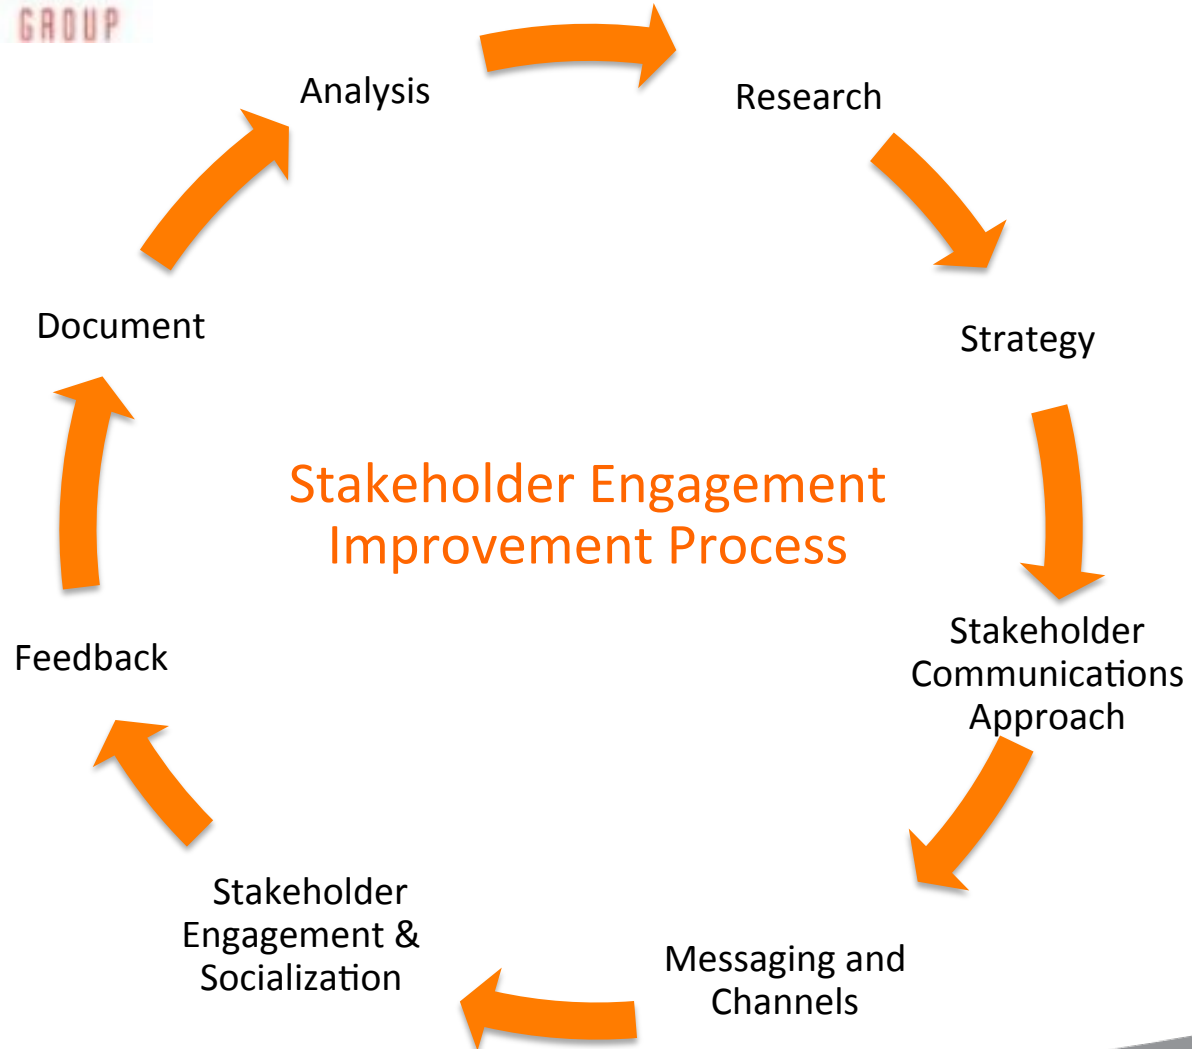 GROUP
Analysis
Research
Strategy
Stakeholder
Communications
Approach
Messaging and
Channels
Stakeholder
Engagement &
Socialization
Feedback
Document
Stakeholder Engagement
Improvement Process